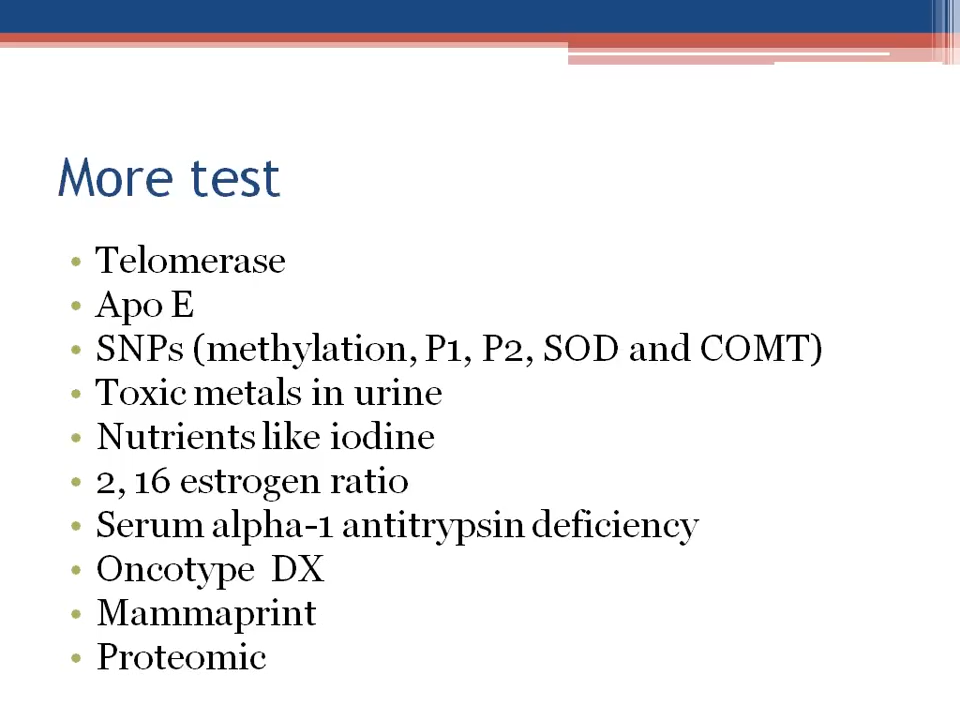 More test
• Telomerase
• Apo E
• SNPs (methylation, P1, P2, SOD and COMT)
• Toxic metals in urine
• Nutrients like iodine
• 2, 16 estrogen ratio
• Serum alpha-1 antitrypsin deficiency
• Oncotype DX
• Mammaprint
• Proteomic